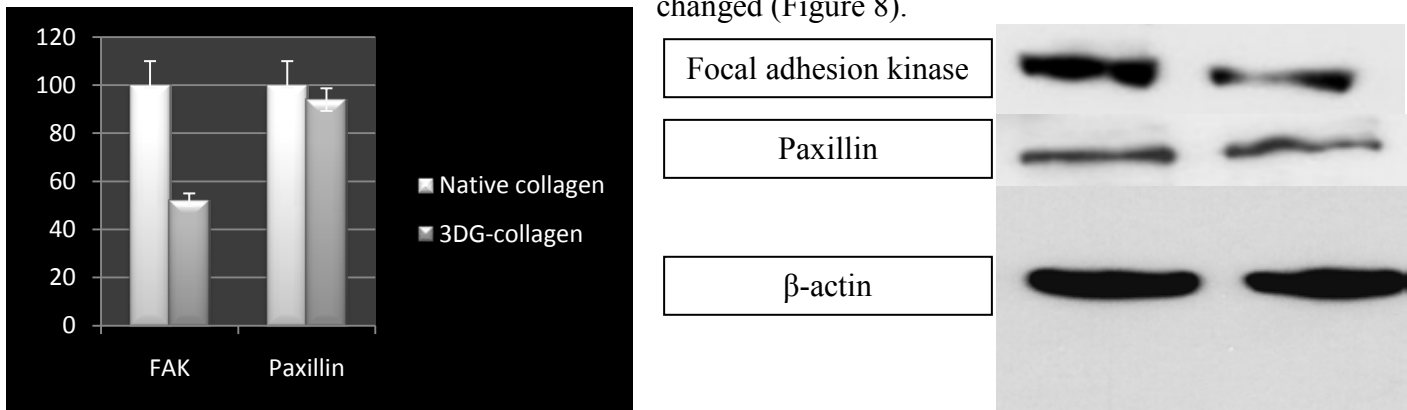 changed (Figure 8).
120
100
80
60
40
20
0
FAK Paxillin
Native collagen
3DG-collagen
Focal adhesion kinase
Paxillin
β-actin